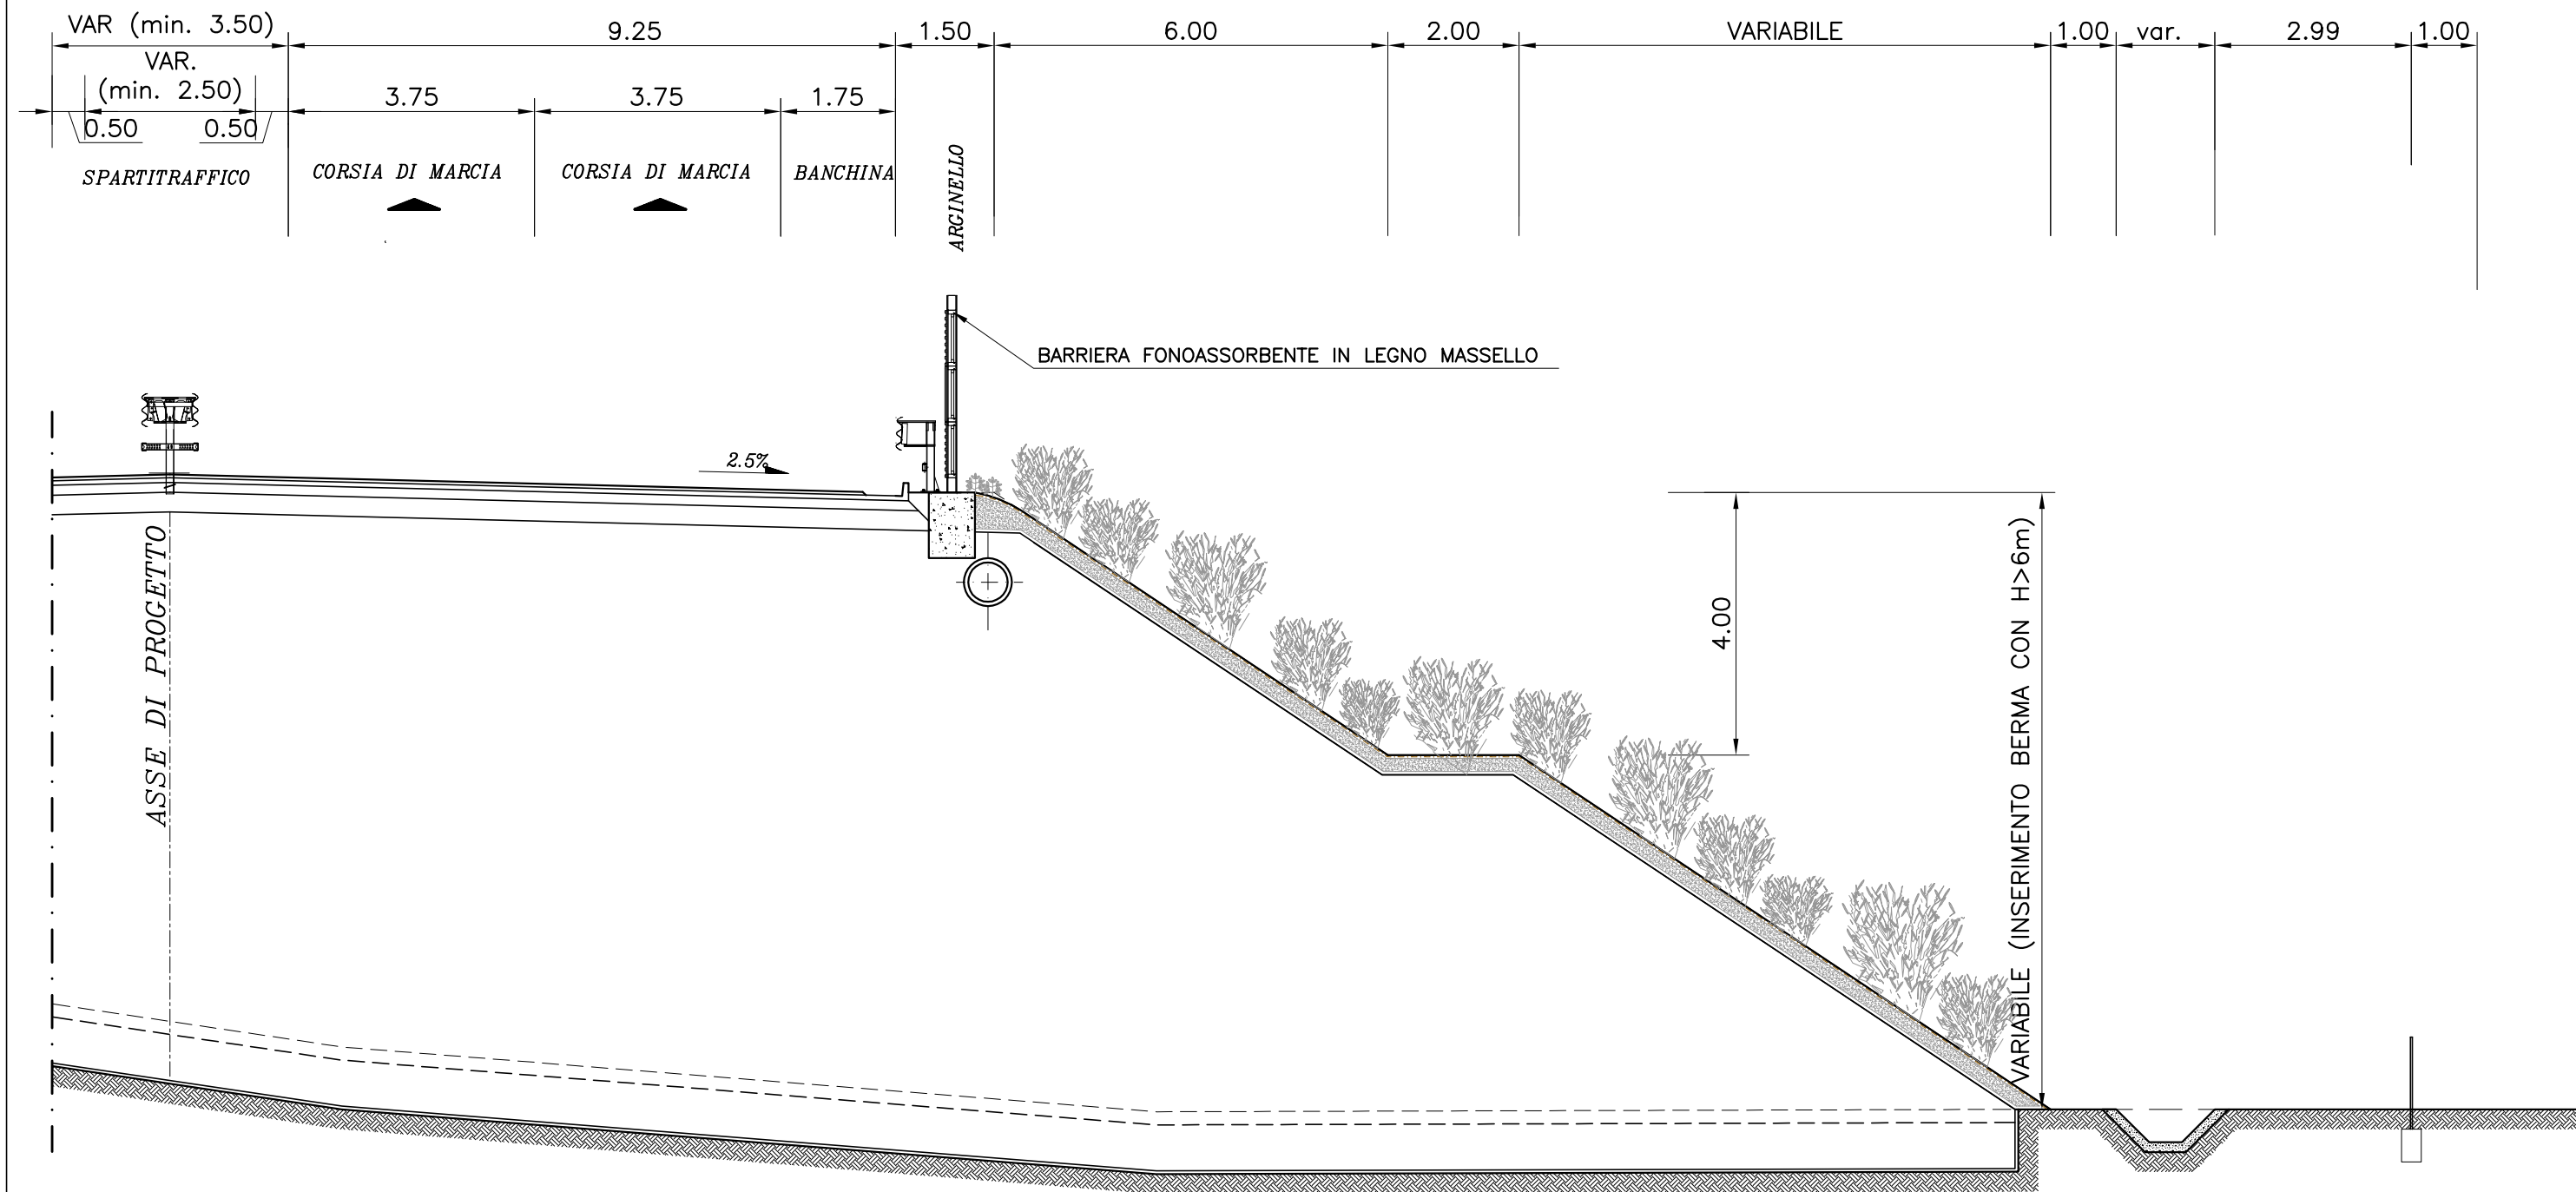 VAR (min. 3.50)
9.25
1.50
6.00
2.00
VARIABILE
1.00
var.
2.99
1.00
VAR.
(min. 2.50)
3.75
3.75
1.75
0.50
0.50
SPARTITRAFFICO
CORSIA DI MARCIA
CORSIA DI MARCIA
BANCHINA
ARGINELLO
BARRIERA FONOASSORBENTE IN LEGNO MASSELLO
2.5%
ASSE DI PROGETTO
4.00
VARIABILE (INSERIMENTO BERMA CON H>6m)